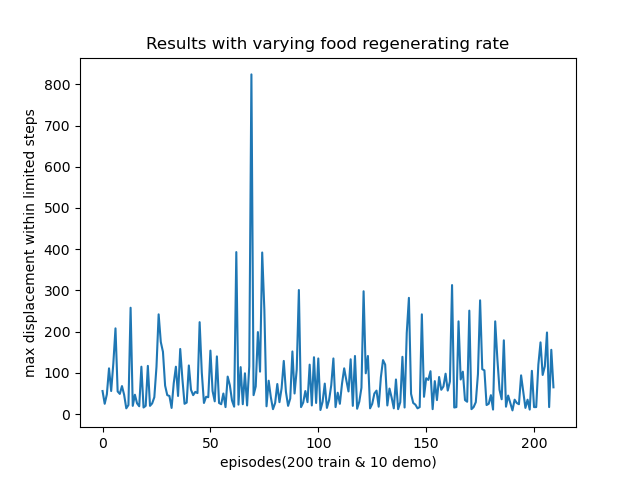 Results with varying food regenerating rate
max displacement within limited steps
800
700
600
500
400
300
200
100
0
0 50 100 150 200
episodes(200 train & 10 demo)